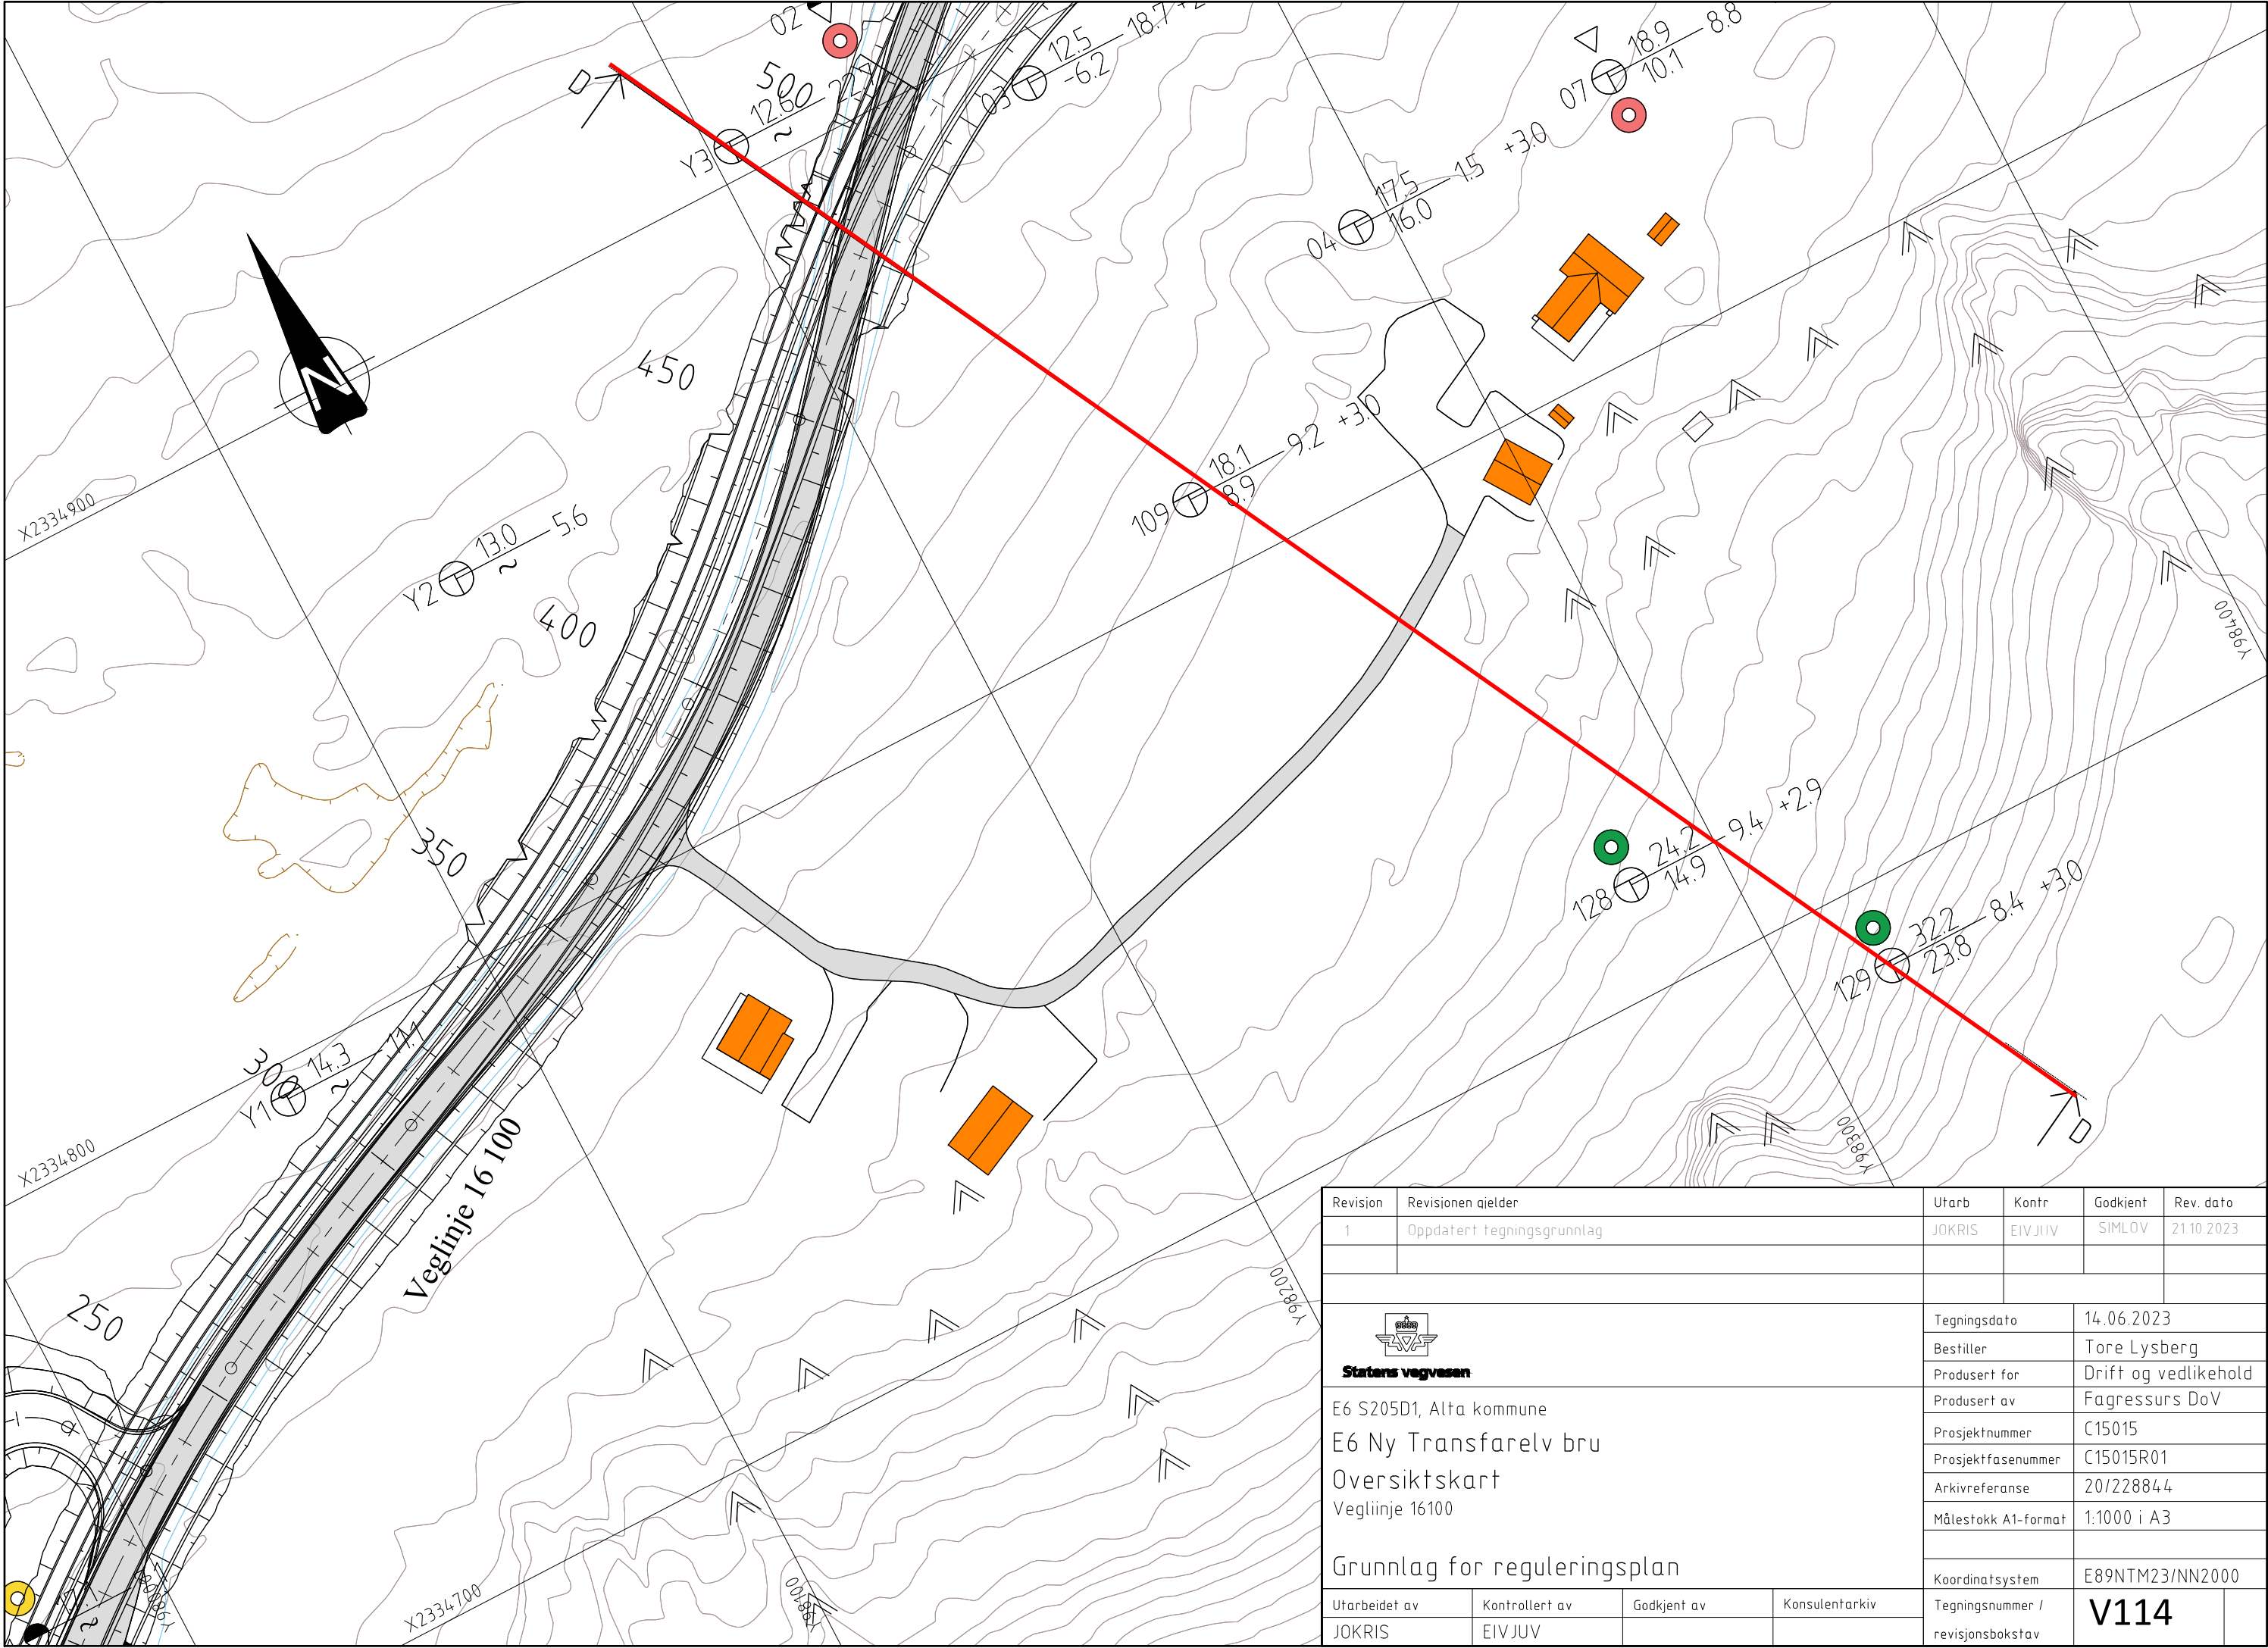 02
500
D
12.60
Y3
~
12.5
18.7
03
-6.2
18.9
8.8
07
10.1
17.5
1.5
+3.0
04
16.0
450
N
18.1
9.2
+3.0
109
8.9
X2334900
13.0
5.6
Y2
~
400
Y98400
350
24.2
9.4
+2.9
128
14.9
32.2
8.4
+3.0
129
23.8
300
14.3
11.1
Y1
~
X2334800
D
Y98300
Veglinje 16 100
Y98200
250
X2334700
Y98100
~
Revisjon Revisjonen gjelder Utarb Kontr Godkjent Rev. dato
1 Oppdatert tegningsgrunnlag JOKRIS EIVJUV SIMLOV 21.10.2023
Statens vegvesen
Tegningsdato 14.06.2023
Bestiller Tore Lysberg
Produsert for Drift og vedlikehold
Produsert av Fagressurs DoV
Prosjektnummer C15015
Prosjektfasenummer C15015R01
Arkivreferanse 20/228844
Målestokk A1-format 1:1000 i A3
Koordinatsystem E89NTM23/NN2000
E6 S205D1, Alta kommune
E6 Ny Transfarelv bru
Oversiktskart
Vegliinje 16100
Grunnlag for reguleringsplan
Utarbeidet av Kontrollert av Godkjent av Konsulentarkiv
JOKRIS EIVJUV
Tegningsnummer /
revisjonsbokstav
V114